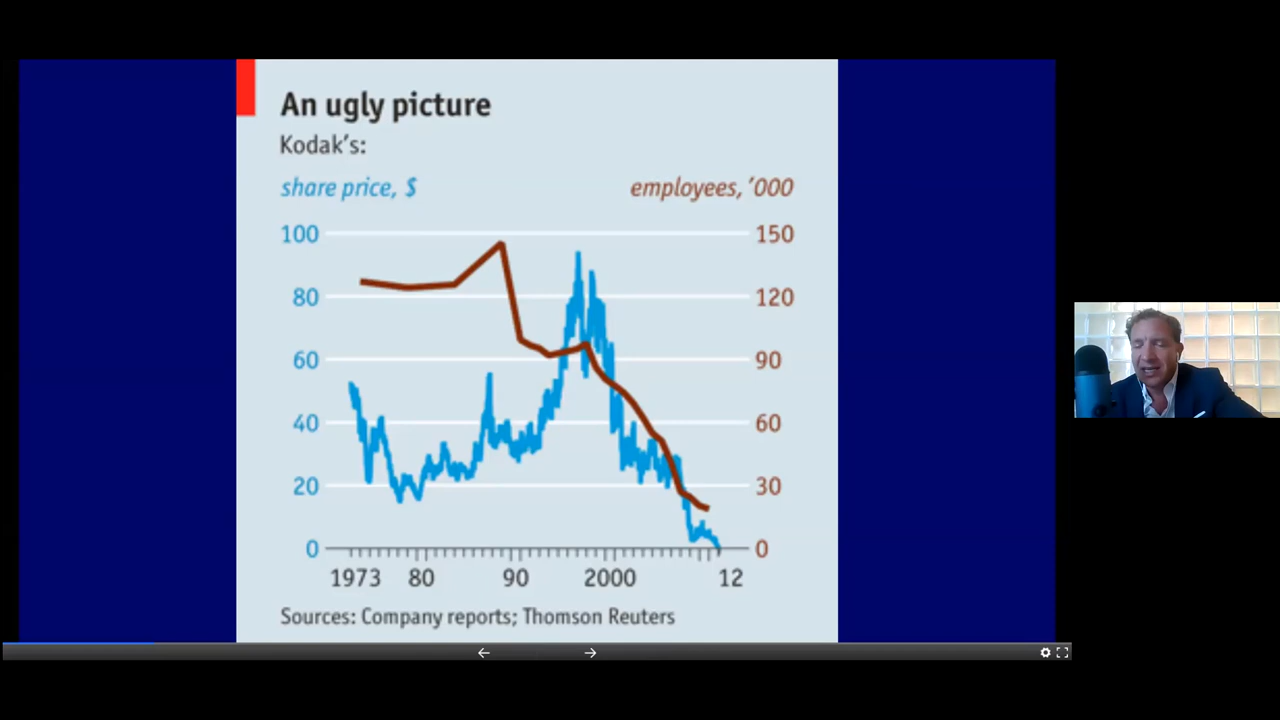 An ugly picture
Kodak's:
share price, $ employees, '000
100 150
80 120
60 90
40 60
20 30
0 0
1973 80 90 2000 12
Sources: Company reports; Thomson Reuters